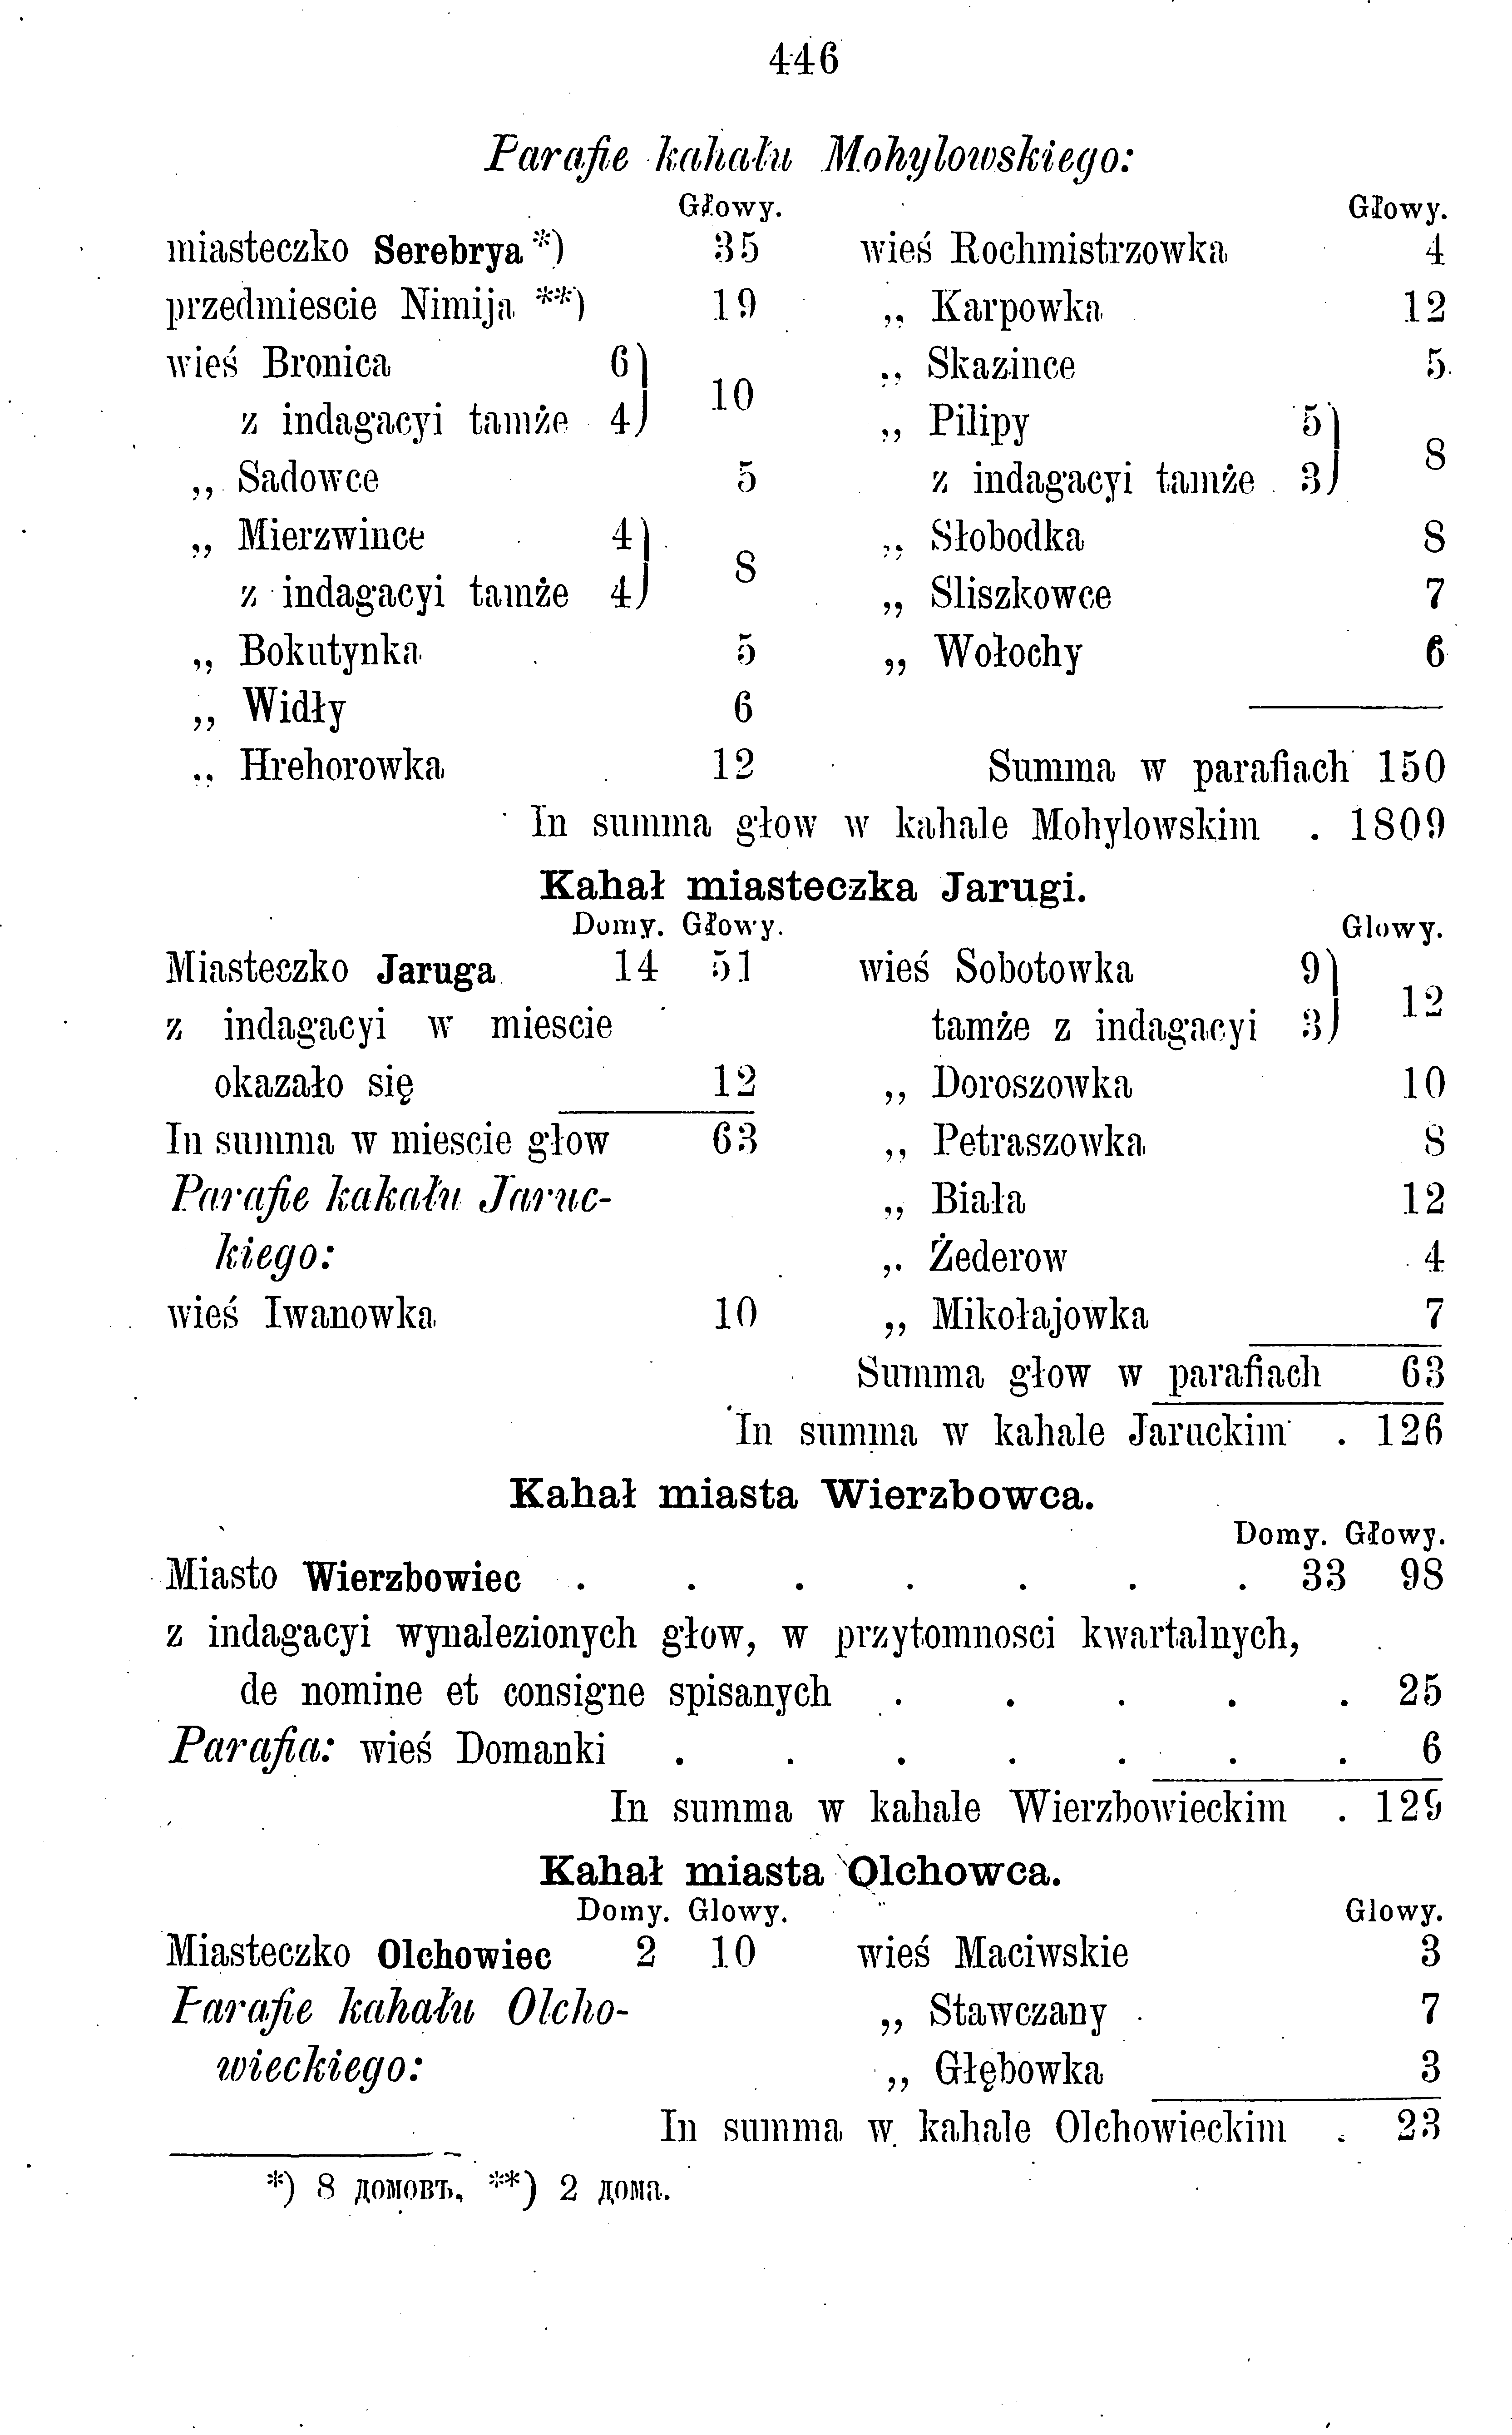 446
Parafie kahału Mohylowskiego:
Głowy.
miasteczko Serebrya *) 35
przedmiescie Nimija **) 19
wieś Bronica 6
z indagacyi tamże 4 } 10
„ Sadowce 5
„ Mierzwince 4
z indagacyi tamże 4 } 8
„ Bokutynka 5
„ Widły 6
„ Hrehorowka 12
Głowy.
wieś Rochmistrzowka 4
„ Karpowka 12
„ Skazince 5
„ Pilipy 5
z indagacyi tamże 3 } 8
„ Słobodka 8
„ Sliszkowce 7
„ Wołochy 6
Summa w parafiach 150
In summa głow w kahale Mohylowskim . 1809
Kahał miasteczka Jarugi.
Domy. Głowy.
Miasteczko Jaruga 14 51
z indagacyi w miescie
okazało się 12
In summa w miescie głow 63
Parafie kakału Jaruc-
kiego:
wieś Iwanowka 10
Glowy.
wieś Sobotowka 9
tamże z indagacyi 3 } 12
„ Doroszowka 10
„ Petraszowka 8
„ Biała 12
„ Żederow 4
„ Mikołajowka 7
Summa głow w parafiach 63
In summa w kahale Jaruckim . 126
Kahał miasta Wierzbowca.
Domy. Głowy.
Miasto Wierzbowiec . . . . . . . 33 98
z indagacyi wynalezionych głow, w przytomnosci kwartalnych,
de nomine et consigne spisanych . . . . . 25
Parafia: wieś Domanki . . . . . . . 6
In summa w kahale Wierzbowieckim . 129
Kahał miasta Olchowca.
Domy. Glowy.
Miasteczko Olchowiec 2 10
Parafie kahału Olcho-
wieckiego:
Glowy.
wieś Maciwskie 3
„ Stawczany 7
„ Głębowka 3
In summa w kahale Olchowieckim . 23
*) 8 домовъ, **) 2 дома.